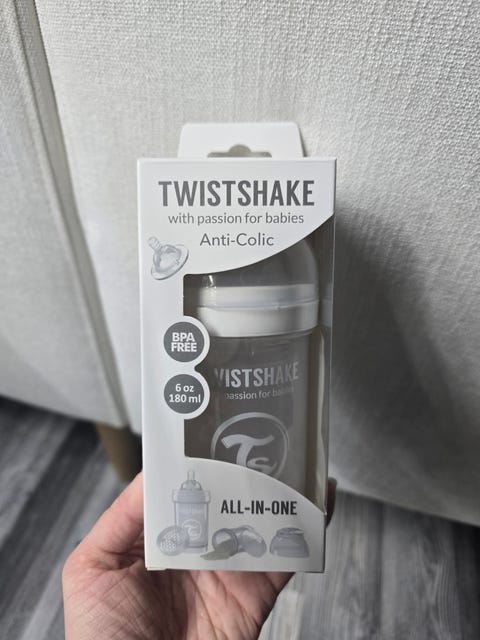 TWISTSHAKE
with passion for babies
Anti-Colic
BPA
FREE
6 oz
180 ml
WISTSHAKE
passion for babies
TS
ALL-IN-ONE